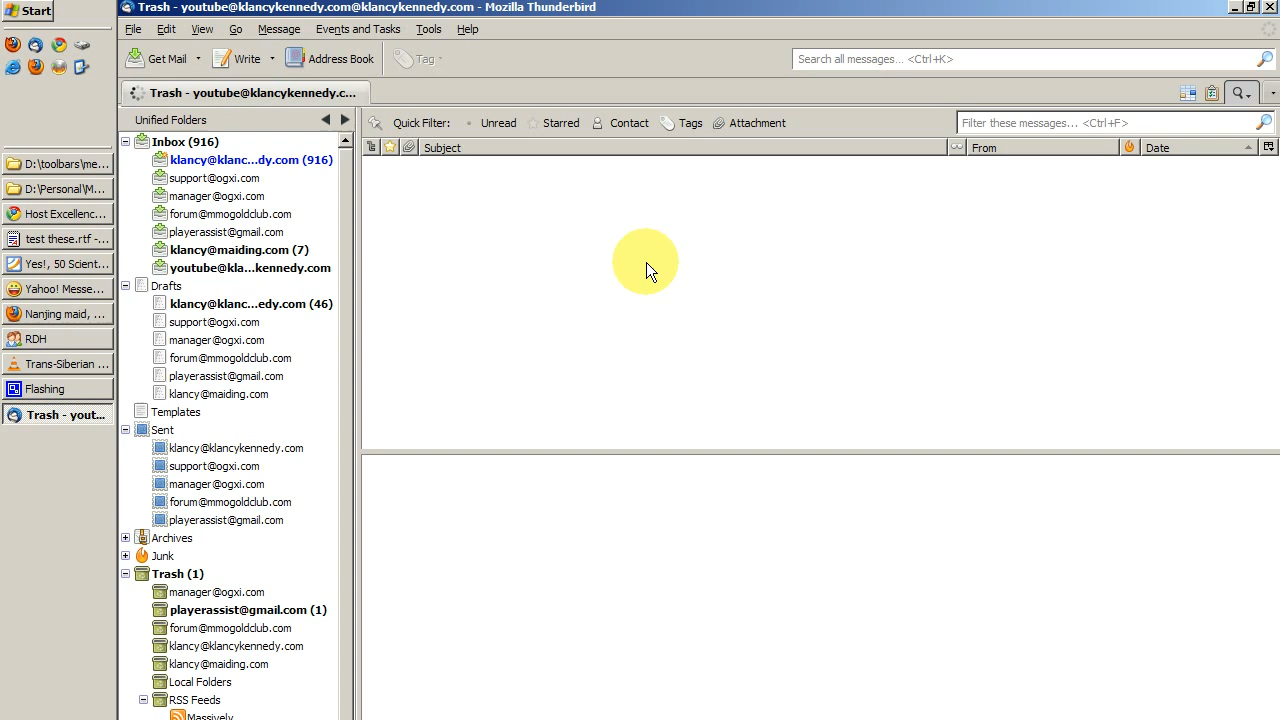 Start
Trash - youtube@klancykennedy.com@klancykennedy.com - Mozilla Thunderbird
File Edit View Go Message Events and Tasks Tools Help
Get Mail Write Address Book Tag Search all messages... <Ctrl+K>
Trash - youtube@klancykennedy.c...
Unified Folders
Quick Filter: Unread Starred Contact Tags Attachment Filter these messages... <Ctrl+F>
Subject From Date
Inbox (916)
klancy@klanc...dy.com (916)
support@ogxi.com
manager@ogxi.com
forum@mmogoldclub.com
playerassist@gmail.com
klancy@maiding.com (7)
youtube@kla...kennedy.com
Drafts
klancy@klanc...edy.com (46)
support@ogxi.com
manager@ogxi.com
forum@mmogoldclub.com
playerassist@gmail.com
klancy@maiding.com
Templates
Sent
klancy@klancykennedy.com
support@ogxi.com
manager@ogxi.com
forum@mmogoldclub.com
playerassist@gmail.com
Archives
Junk
Trash (1)
manager@ogxi.com
playerassist@gmail.com (1)
forum@mmogoldclub.com
klancy@klancykennedy.com
klancy@maiding.com
Local Folders
RSS Feeds
Massively
D:\toolbars\me...
D:\Personal\M...
Host Excellenc...
test these.rtf -...
Yes!, 50 Scient...
Yahoo! Messe...
Nanjing maid, ...
RDH
Trans-Siberian ...
Flashing
Trash - yout...